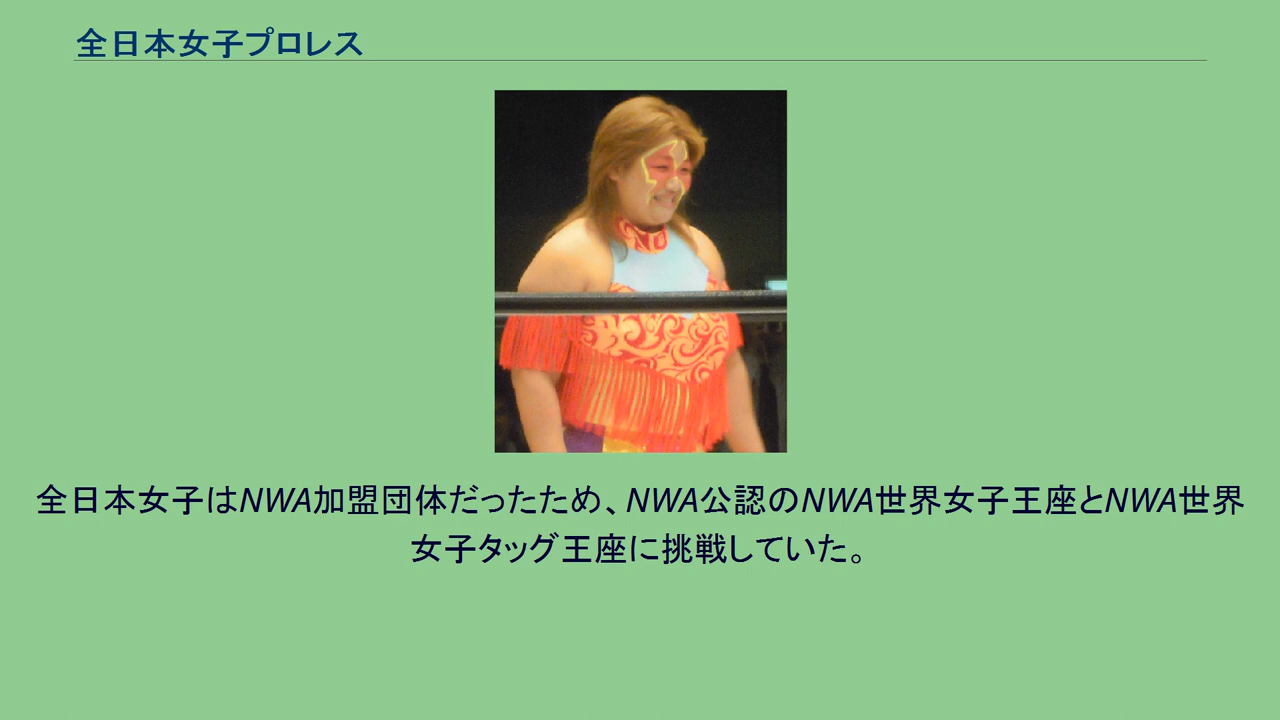 全日本女子プロレス
全日本女子はNWA加盟団体だったため、NWA公認のNWA世界女子王座とNWA世界
女子タッグ王座に挑戦していた。